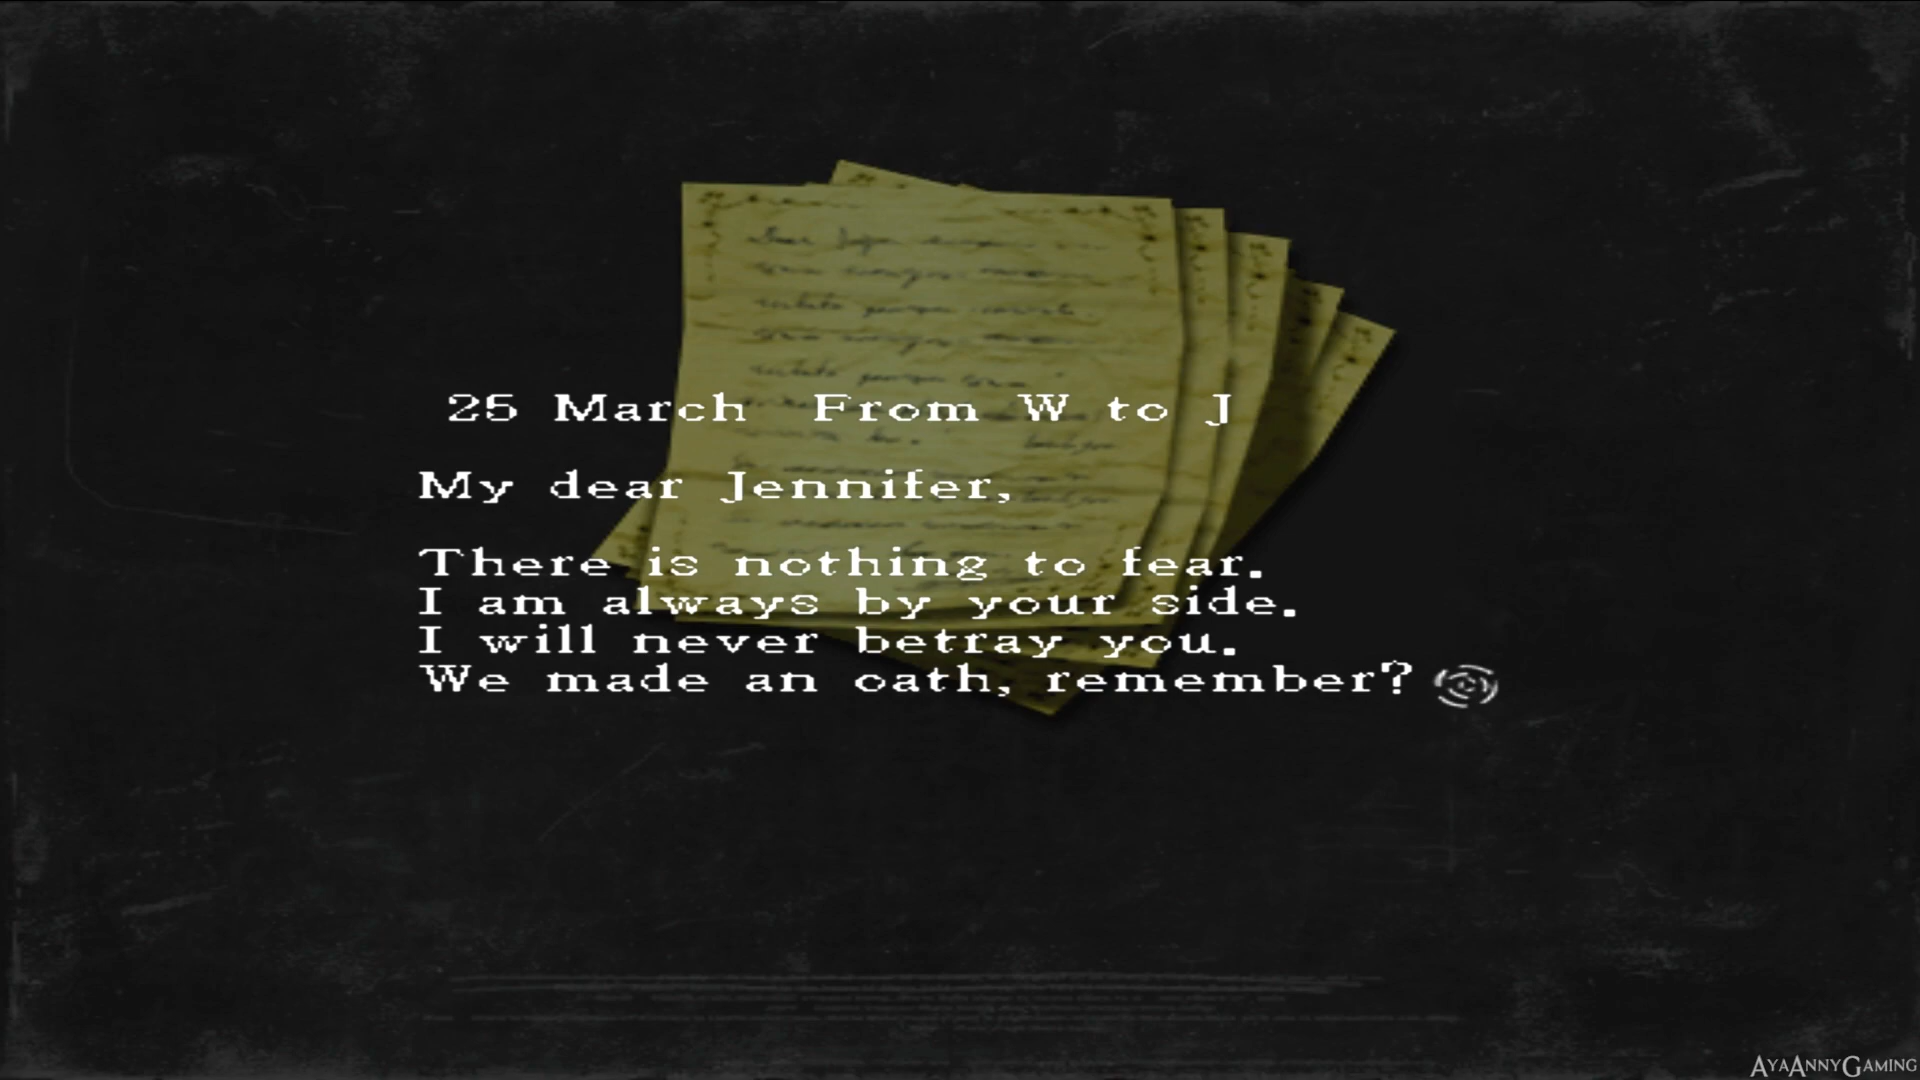 25 March From W to J
My dear Jennifer,
There is nothing to fear.
I am always by your side.
I will never betray you.
We made an oath, remember?
AYAANNYGAMING